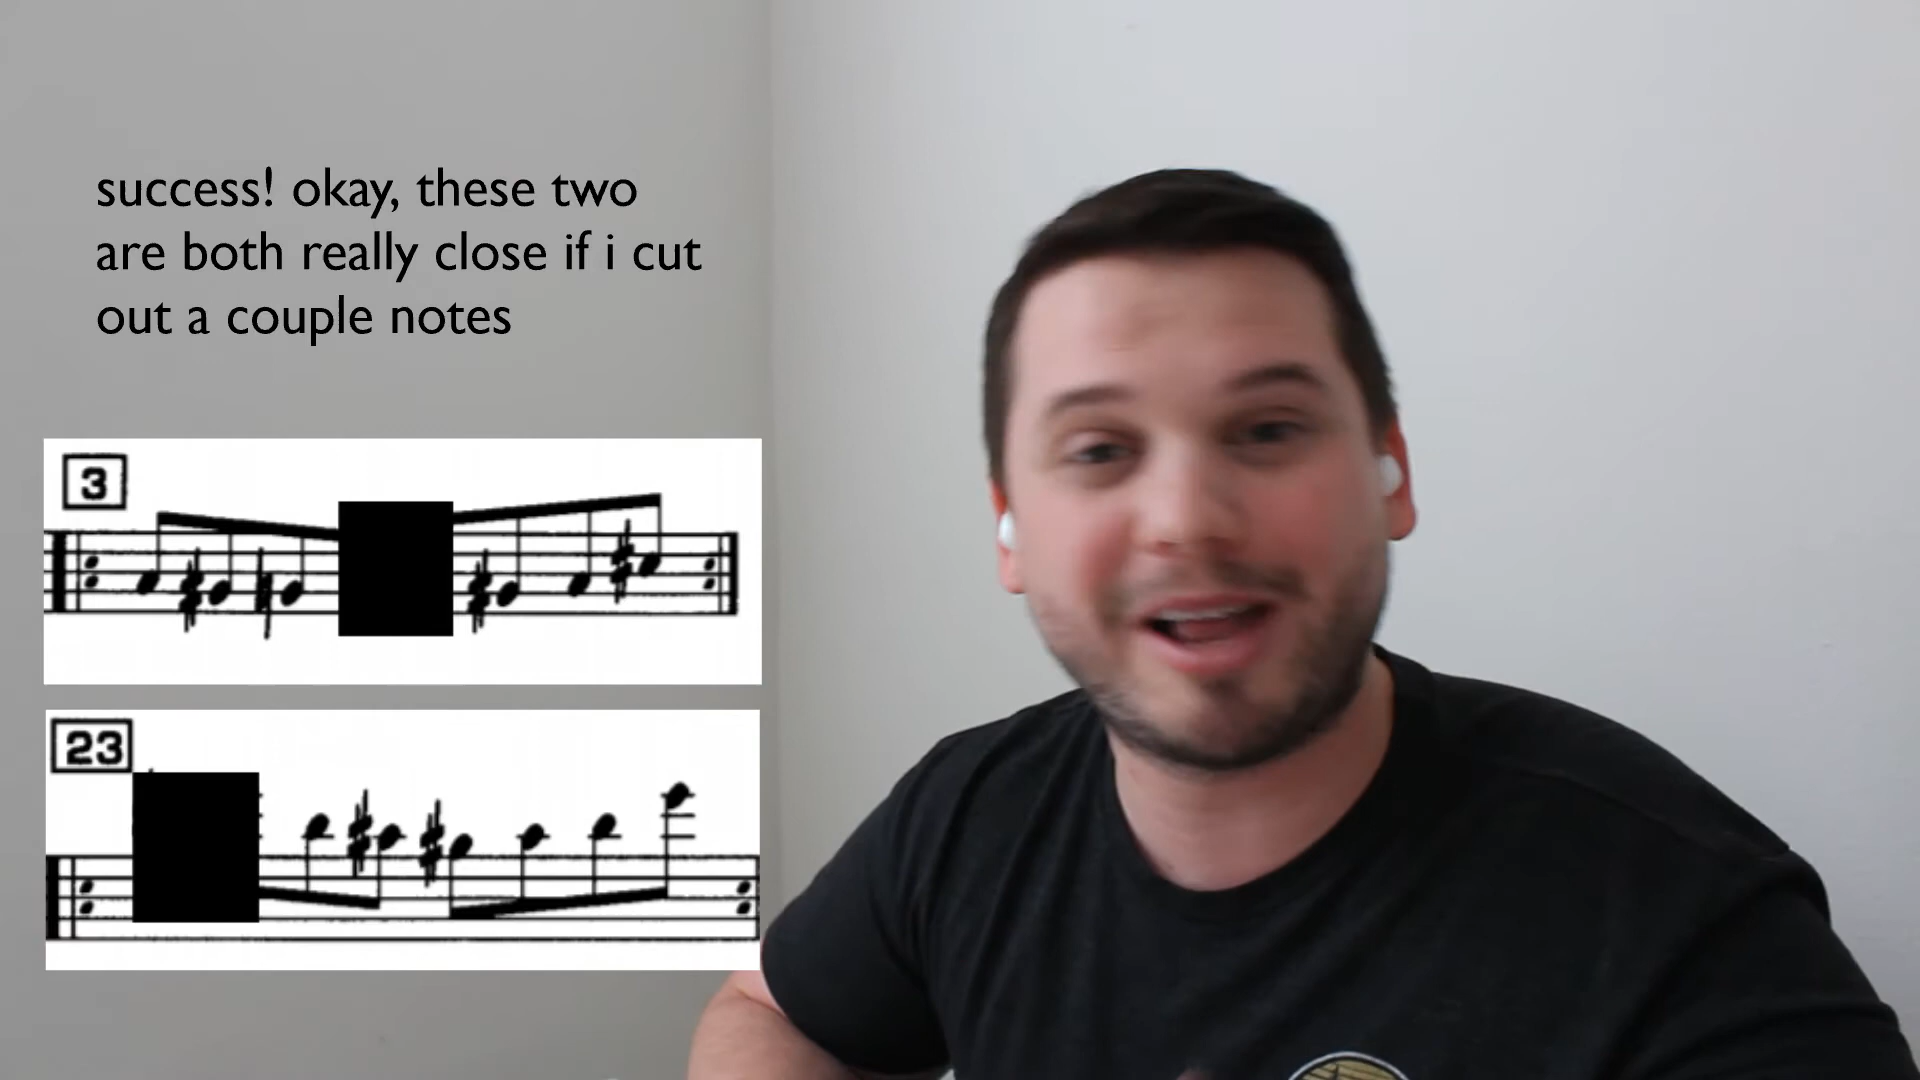 success! okay, these two
are both really close if i cut
out a couple notes
3
23